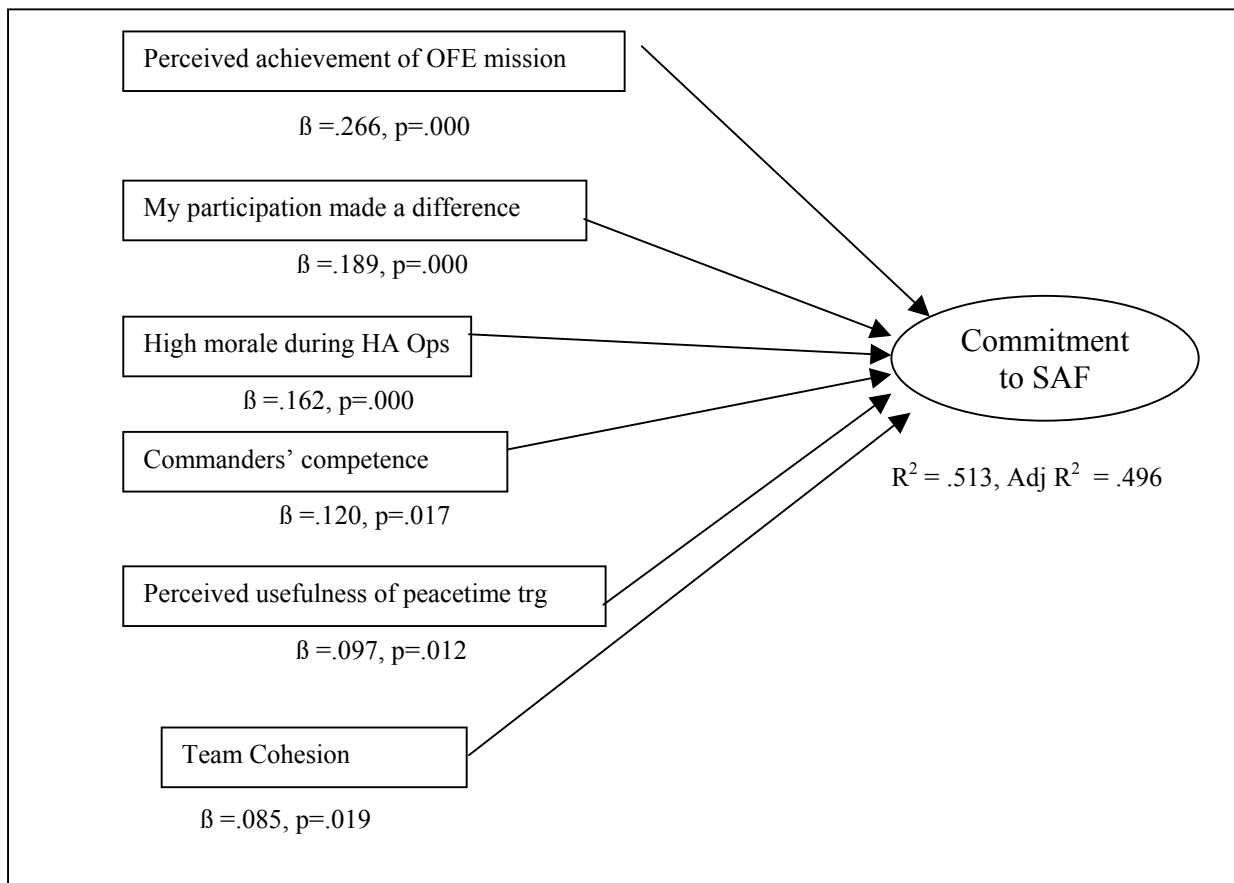 Perceived achievement of OFE mission
ß =.266, p=.000
My participation made a difference
ß =.189, p=.000
High morale during HA Ops
ß =.162, p=.000
Commanders’ competence
ß =.120, p=.017
Perceived usefulness of peacetime trg
ß =.097, p=.012
Team Cohesion
ß =.085, p=.019
Commitment
to SAF
R² = .513, Adj R² = .496